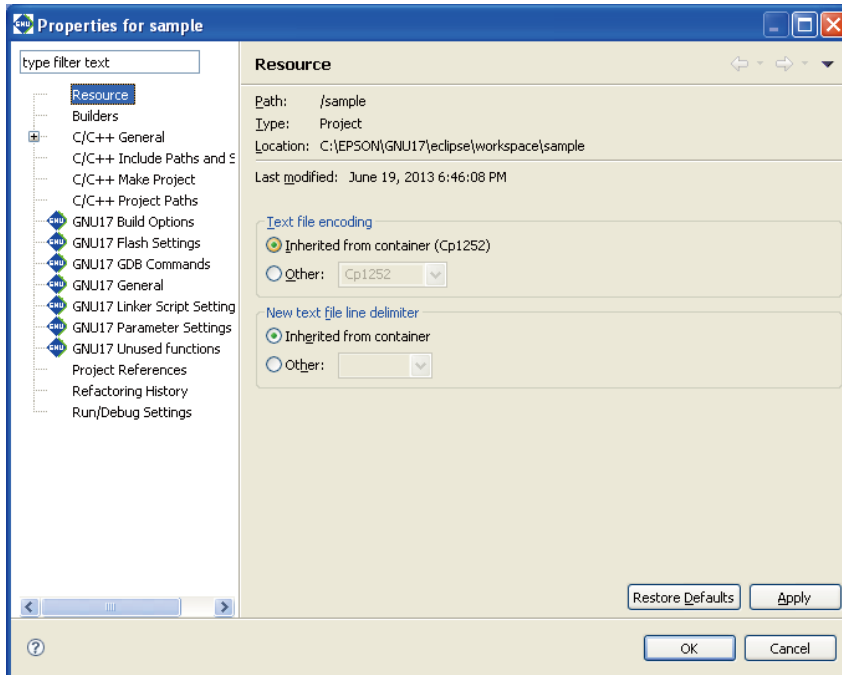 Properties for sample
type filter text
Resource
Builders
C/C++ General
C/C++ Include Paths and S
C/C++ Make Project
C/C++ Project Paths
GNU17 Build Options
GNU17 Flash Settings
GNU17 GDB Commands
GNU17 General
GNU17 Linker Script Setting
GNU17 Parameter Settings
GNU17 Unused functions
Project References
Refactoring History
Run/Debug Settings
Resource
Path: /sample
Type: Project
Location: C:\EPSON\GNU17\eclipse\workspace\sample
Last modified: June 19, 2013 6:46:08 PM
Text file encoding
Inherited from container (Cp1252)
Other: Cp1252
New text file line delimiter
Inherited from container
Other:
Restore Defaults Apply
OK Cancel